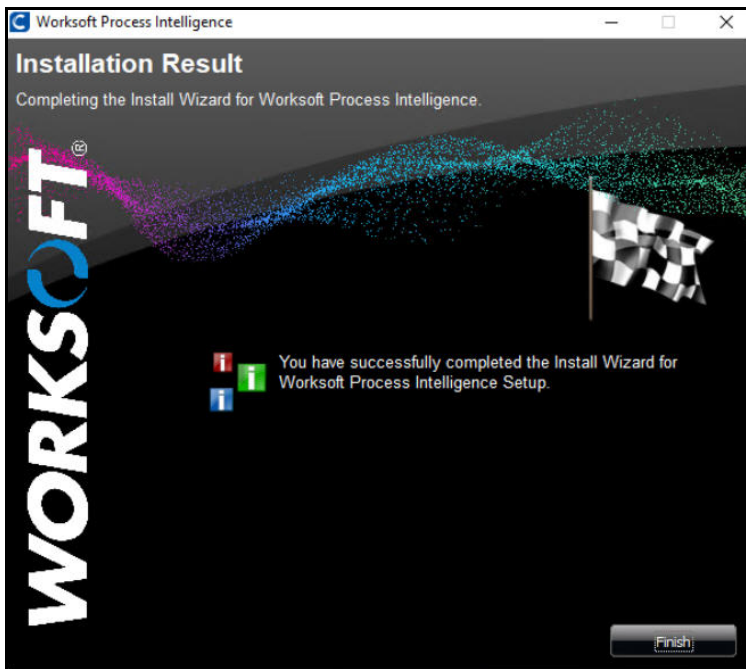 Worksoft Process Intelligence
Installation Result
Completing the Install Wizard for Worksoft Process Intelligence.
WORKSOFT®
You have successfully completed the Install Wizard for
Worksoft Process Intelligence Setup.
Finish